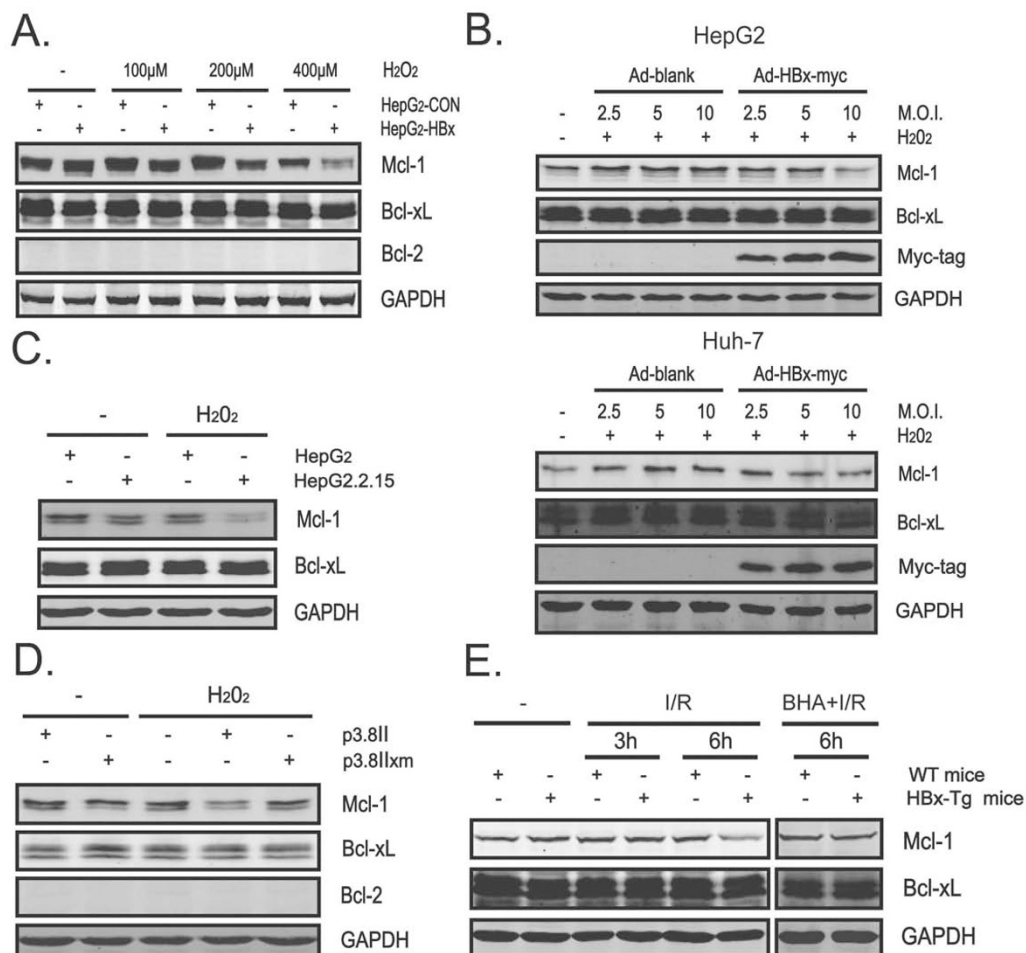 A.
- 100µM 200µM 400µM H2O2
+ - + - + - + - HepG2-CON
- + - + - + - + HepG2-HBx
Mcl-1
Bcl-xL
Bcl-2
GAPDH
B.
HepG2
Ad-blank Ad-HBx-myc
- 2.5 5 10 2.5 5 10 M.O.I.
- + + + + + + H2O2
Mcl-1
Bcl-xL
Myc-tag
GAPDH
Huh-7
Ad-blank Ad-HBx-myc
- 2.5 5 10 2.5 5 10 M.O.I.
- + + + + + + H2O2
Mcl-1
Bcl-xL
Myc-tag
GAPDH
C.
- H2O2
+ - + - HepG2
- + - + HepG2.2.15
Mcl-1
Bcl-xL
GAPDH
D.
- H2O2
+ - - + - p3.8II
- + - - + p3.8IIxm
Mcl-1
Bcl-xL
Bcl-2
GAPDH
E.
- I/R BHA+I/R
3h 6h 6h
+ - + - + - + - WT mice
- + - + - + - + HBx-Tg mice
Mcl-1
Bcl-xL
GAPDH